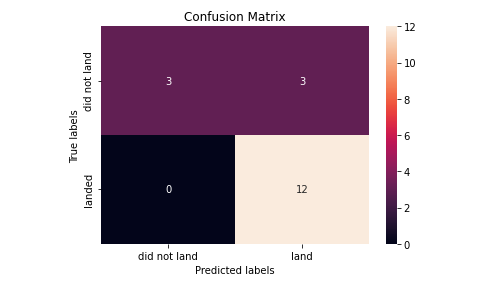 Confusion Matrix
True labels
did not land
landed
3
3
0
12
did not land
land
Predicted labels
12
10
8
6
4
2
0